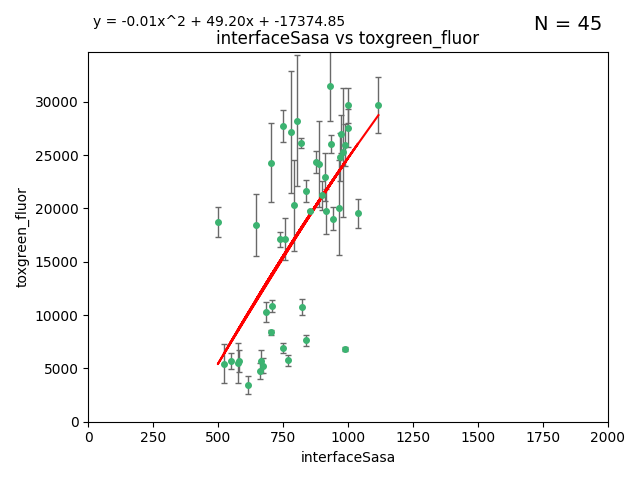 y = -0.01x^2 + 49.20x + -17374.85
N = 45
interfaceSasa vs toxgreen_fluor
30000
25000
20000
15000
10000
5000
0
toxgreen_fluor
0 250 500 750 1000 1250 1500 1750 2000
interfaceSasa